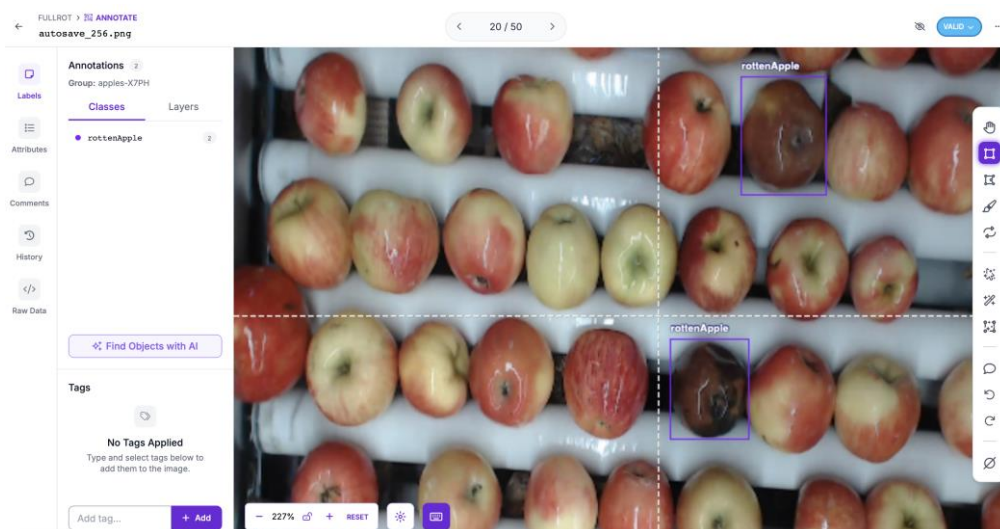 FULLROT > ANNOTATE
autosave_256.png
20 / 50
VALID
Labels
Attributes
Comments
History
Raw Data
Annotations 2
Group: apples-X7PH
Classes Layers
rottenApple 2
Find Objects with AI
Tags
No Tags Applied
Type and select tags below to
add them to the image.
Add tag...
+ Add
rottenApple
rottenApple
227%
RESET